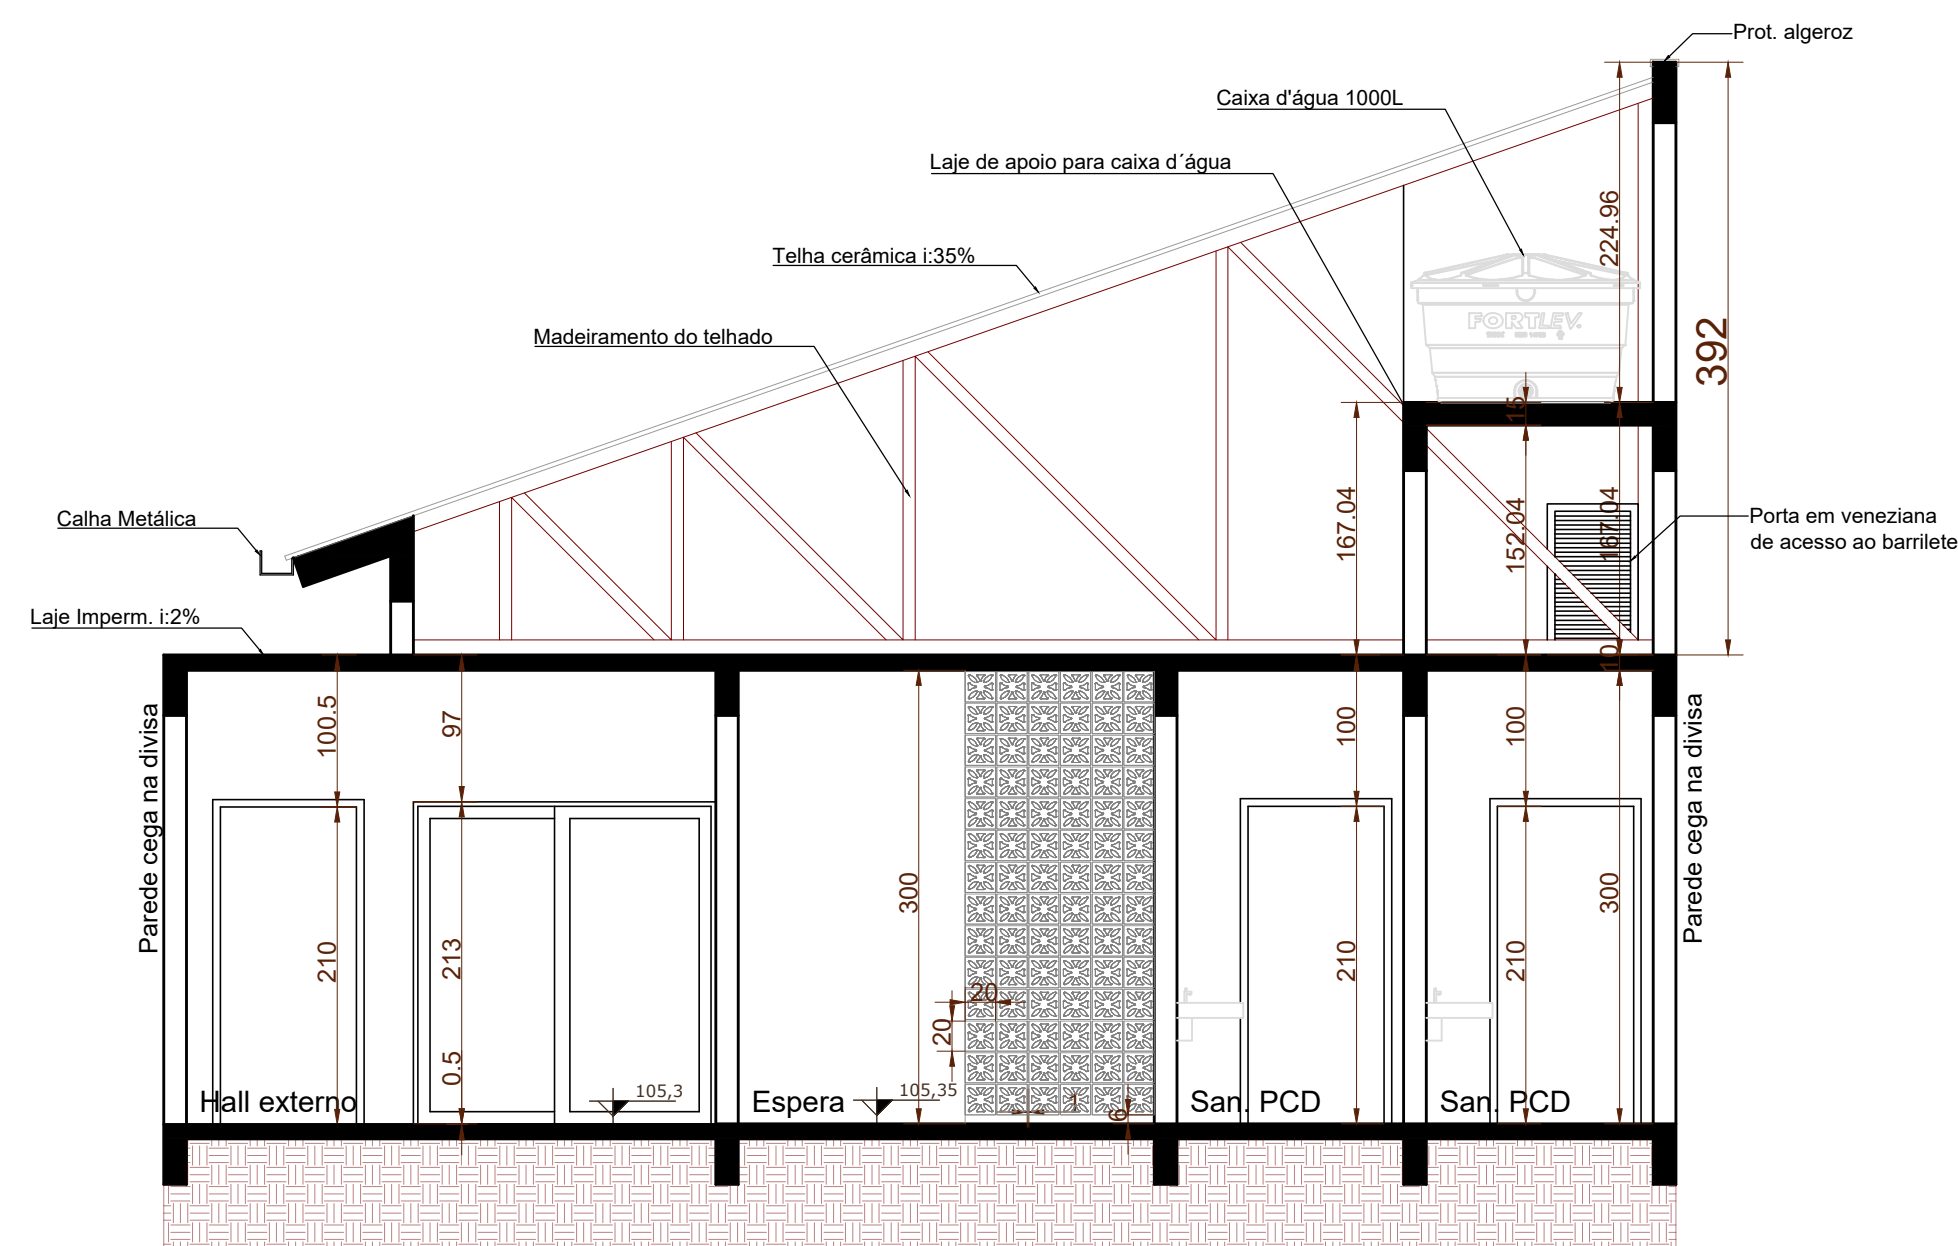 Prot. algeroz
Caixa d'água 1000L
Laje de apoio para caixa d´água
224.96
Telha cerâmica i:35%
FORTLEV.
392
Madeiramento do telhado
15
Calha Metálica
167.04
152.04
167.04
Porta em veneziana
de acesso ao barrilete
Laje Imperm. i:2%
10
100.5
97
100
100
Parede cega na divisa
Parede cega na divisa
300
300
210
213
210
210
20
20
0.5
105,3
105,35
Hall externo
Espera
1
6
San. PCD
San. PCD